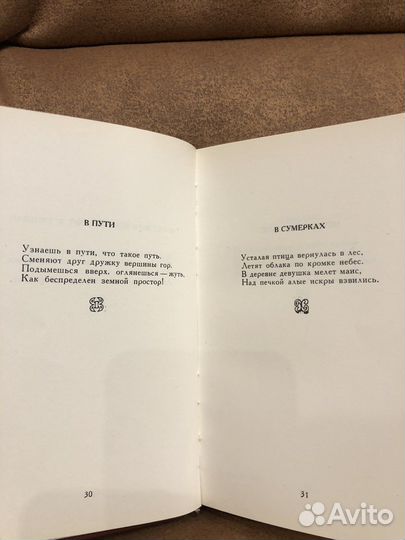 В ПУТИ
Узнаешь в пути, что такое путь.
Сменяют друг дружку вершины гор.
Подымешься вверх, оглянешься — жуть.
Как беспределен земной простор!
30
В СУМЕРКАХ
Усталая птица вернулась в лес,
Летят облака по кромке небес.
В деревне девушка мелет маис,
Над печкой алые искры взвились.
31
Avito